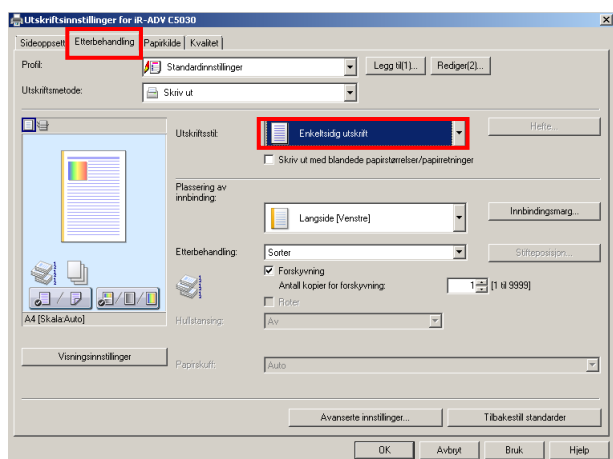 Utskriftsinnstillinger for iR-ADV C5030
Sideoppsett Etterbehandling Papirkilde Kvalitet
Profil: Standardinnstillinger Legg til(1)... Rediger(2)...
Utskriftsmetode: Skriv ut
Utskriftsstil: Enkeltsidig utskrift Hefte...
Skriv ut med blandede papirstørrelser/papirretninger
Plassering av
innbinding:
Langside [Venstre] Innbindingsmarg...
Etterbehandling: Sorter Stifteposisjon...
Forskyvning
Antall kopier for forskyvning: 1 [1 til 9999]
Roter
A4 [Skala:Auto]
Hullstansing: Av
Visningsinnstillinger
Papirskuff: Auto
Avanserte innstillinger... Tilbakestill standarder
OK Avbryt Bruk Hjelp